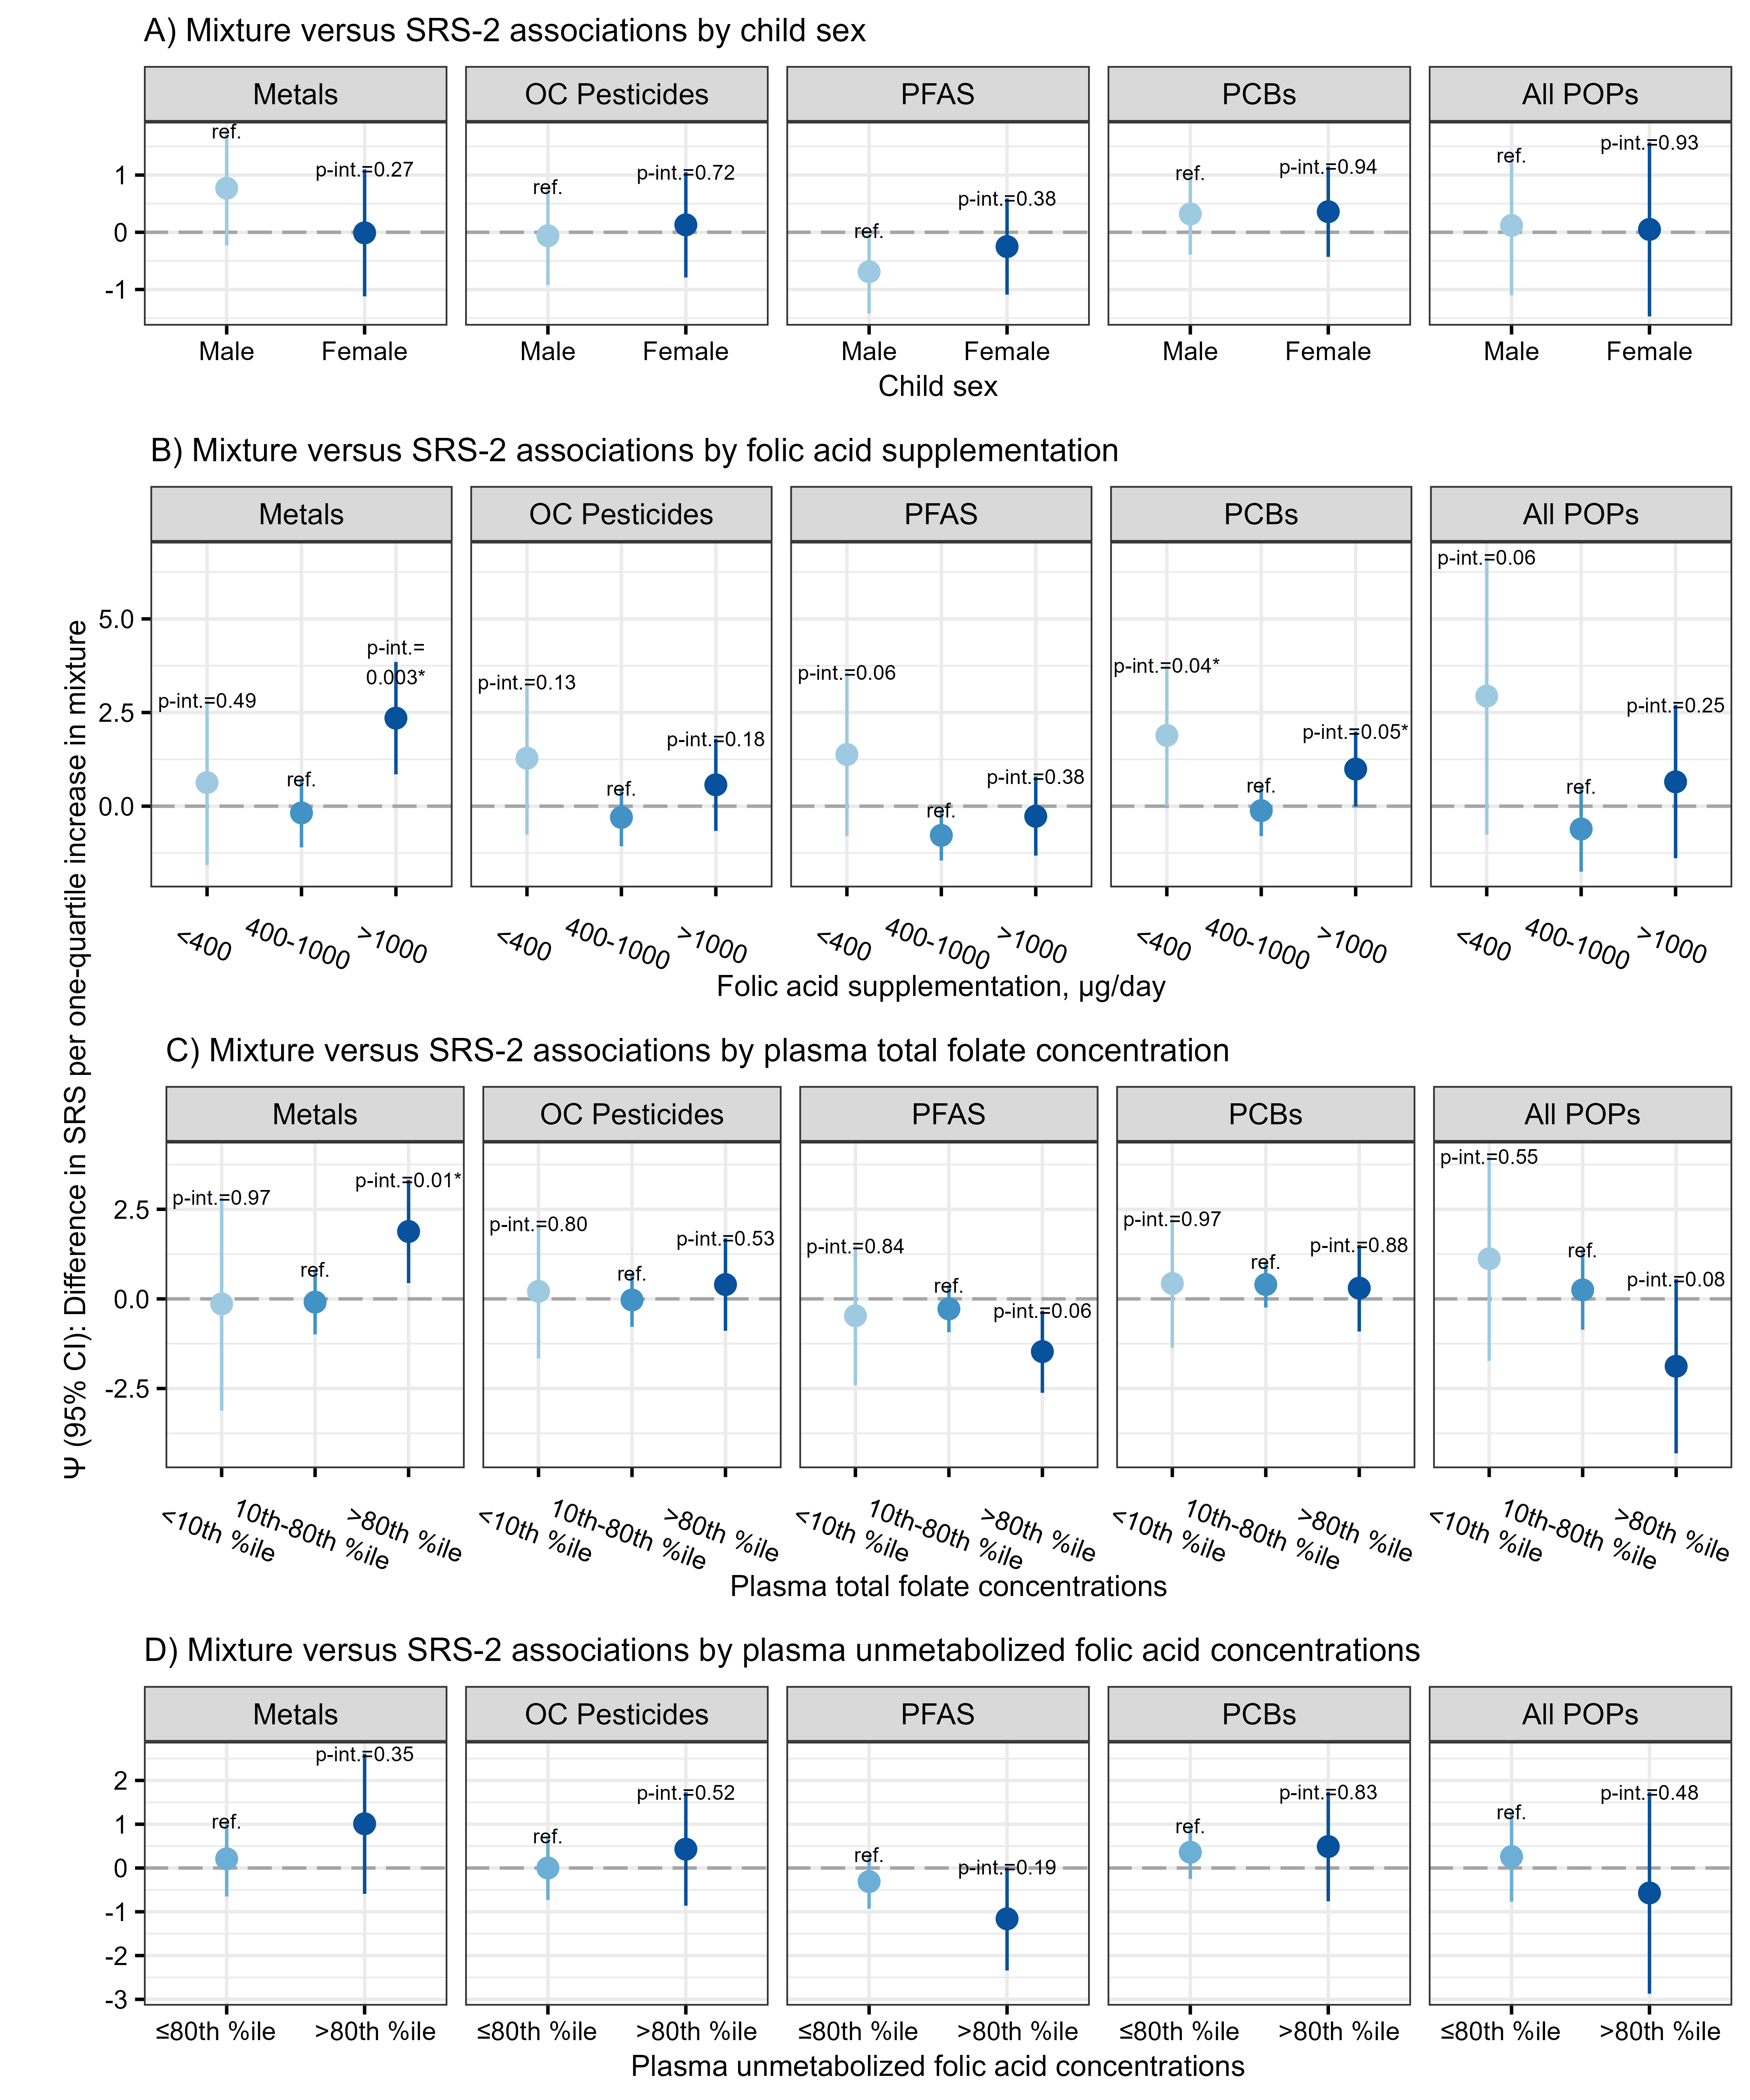 A) Mixture versus SRS-2 associations by child sex
Metals
OC Pesticides
PFAS
PCBs
All POPs
ref.
p-int.=0.27
ref.
p-int.=0.72
ref.
p-int.=0.38
ref.
p-int.=0.94
ref.
p-int.=0.93
1
0
-1
Male
Female
Male
Female
Male
Female
Male
Female
Male
Female
Child sex
Ψ (95% CI): Difference in SRS per one-quartile increase in mixture
B) Mixture versus SRS-2 associations by folic acid supplementation
Metals
OC Pesticides
PFAS
PCBs
All POPs
p-int.=0.49
ref.
p-int.=
0.003*
p-int.=0.13
ref.
p-int.=0.18
p-int.=0.06
ref.
p-int.=0.38
p-int.=0.04*
ref.
p-int.=0.05*
p-int.=0.06
ref.
p-int.=0.25
5.0
2.5
0.0
<400
400-1000
>1000
<400
400-1000
>1000
<400
400-1000
>1000
<400
400-1000
>1000
<400
400-1000
>1000
Folic acid supplementation, µg/day
C) Mixture versus SRS-2 associations by plasma total folate concentration
Metals
OC Pesticides
PFAS
PCBs
All POPs
p-int.=0.97
ref.
p-int.=0.01*
p-int.=0.80
ref.
p-int.=0.53
p-int.=0.84
ref.
p-int.=0.06
p-int.=0.97
ref.
p-int.=0.88
p-int.=0.55
ref.
p-int.=0.08
2.5
0.0
-2.5
<10th %ile
10th-80th %ile
>80th %ile
<10th %ile
10th-80th %ile
>80th %ile
<10th %ile
10th-80th %ile
>80th %ile
<10th %ile
10th-80th %ile
>80th %ile
<10th %ile
10th-80th %ile
>80th %ile
Plasma total folate concentrations
D) Mixture versus SRS-2 associations by plasma unmetabolized folic acid concentrations
Metals
OC Pesticides
PFAS
PCBs
All POPs
ref.
p-int.=0.35
ref.
p-int.=0.52
ref.
p-int.=0.19
ref.
p-int.=0.83
ref.
p-int.=0.48
2
1
0
-1
-2
-3
≤80th %ile
>80th %ile
≤80th %ile
>80th %ile
≤80th %ile
>80th %ile
≤80th %ile
>80th %ile
≤80th %ile
>80th %ile
Plasma unmetabolized folic acid concentrations